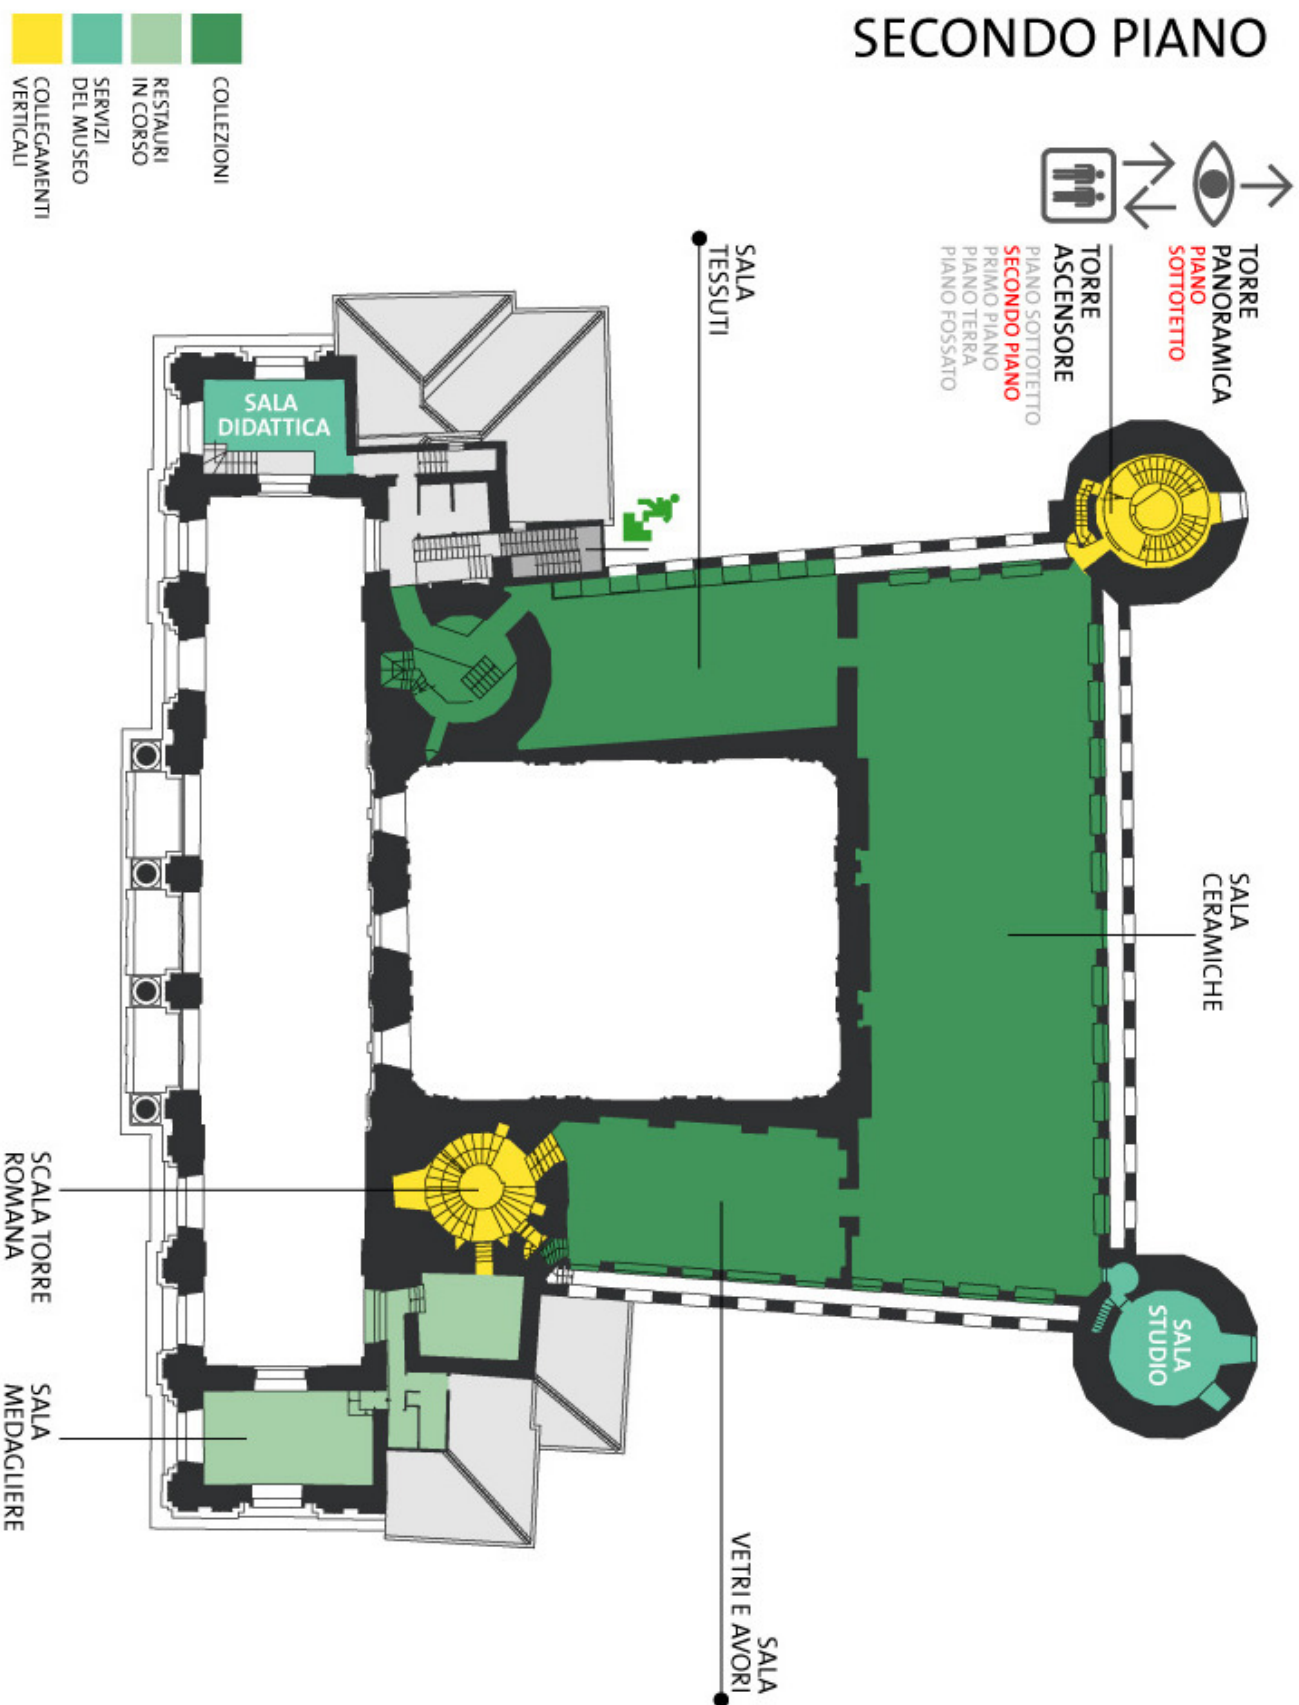 SECONDO PIANO
TORRE
PANORAMICA
PIANO
SOTTOTETTO
TORRE
ASCENSORE
PIANO SOTTOTETTO
SECONDO PIANO
PRIMO PIANO
PIANO TERRA
PIANO FOSSATO
COLLEZIONI
RESTAURI
IN CORSO
SERVIZI
DEL MUSEO
COLLEGAMENTI
VERTICALI
SALA
TESSUTI
SALA
DIDATTICA
SALA
CERAMICHE
SALA
STUDIO
SCALA TORRE
ROMANA
SALA
MEDAGLIERE
SALA
VETRI E AVORI